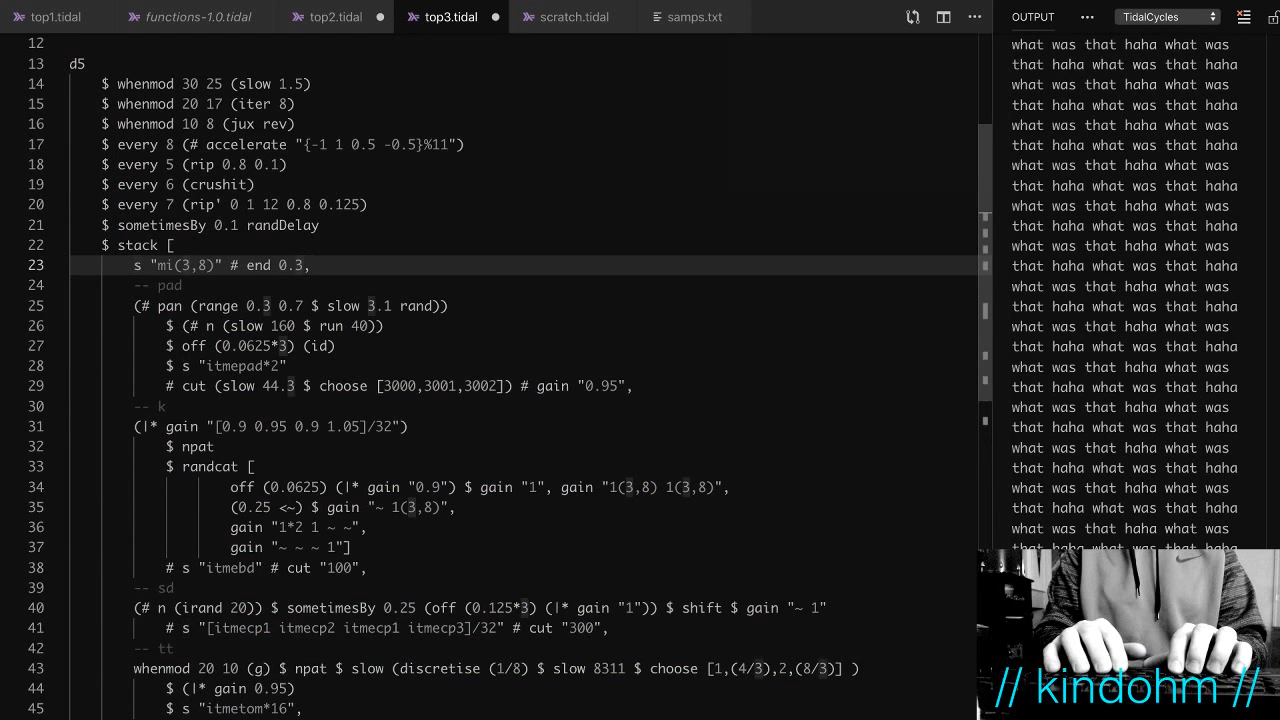 top1.tidal functions-1.0.tidal top2.tidal top3.tidal scratch.tidal samps.txt OUTPUT TidalCycles
12
13 d5
14 $ whenmod 30 25 (slow 1.5)
15 $ whenmod 20 17 (iter 8)
16 $ whenmod 10 8 (jux rev)
17 $ every 8 (# accelerate "{-1 1 0.5 -0.5}%11")
18 $ every 5 (rip 0.8 0.1)
19 $ every 6 (crushit)
20 $ every 7 (rip' 0 1 12 0.8 0.125)
21 $ sometimesBy 0.1 randDelay
22 $ stack [
23 s "mi(3,8)" # end 0.3,
24 -- pad
25 (# pan (range 0.3 0.7 $ slow 3.1 rand))
26 $ (# n (slow 160 $ run 40))
27 $ off (0.0625*3) (id)
28 $ s "itmepad*2"
29 # cut (slow 44.3 $ choose [3000,3001,3002]) # gain "0.95",
30 -- k
31 (|* gain "[0.9 0.95 0.9 1.05]/32")
32 $ npat
33 $ randcat [
34 off (0.0625) (|* gain "0.9") $ gain "1", gain "1(3,8) 1(3,8)",
35 (0.25 <~) $ gain "~ 1(3,8)",
36 gain "1*2 1 ~ ~",
37 gain "~ ~ ~ 1"]
38 # s "itmebd" # cut "100",
39 -- sd
40 (# n (irand 20)) $ sometimesBy 0.25 (off (0.125*3) (|* gain "1")) $ shift $ gain "~ 1"
41 # s "[itmecp1 itmecp2 itmecp1 itmecp3]/32" # cut "300",
42 -- tt
43 whenmod 20 10 (g) $ npat $ slow (discretise (1/8) $ slow 8311 $ choose [1,(4/3),2,(8/3)] )
44 $ (|* gain 0.95)
45 $ s "itmetom*16",
what was that haha what was
that haha what was that haha
what was that haha what was
that haha what was that haha
what was that haha what was
that haha what was that haha
what was that haha what was
that haha what was that haha
what was that haha what was
that haha what was that haha
what was that haha what was
that haha what was that haha
what was that haha what was
that haha what was that haha
what was that haha what was
that haha what was that haha
what was that haha what was
that haha what was that haha
what was that haha what was
that haha what was that haha
what was that haha what was
that haha what was that haha
what was that haha what was
that haha what was that haha
what was that haha what was
that haha what was that haha
// kindohm //